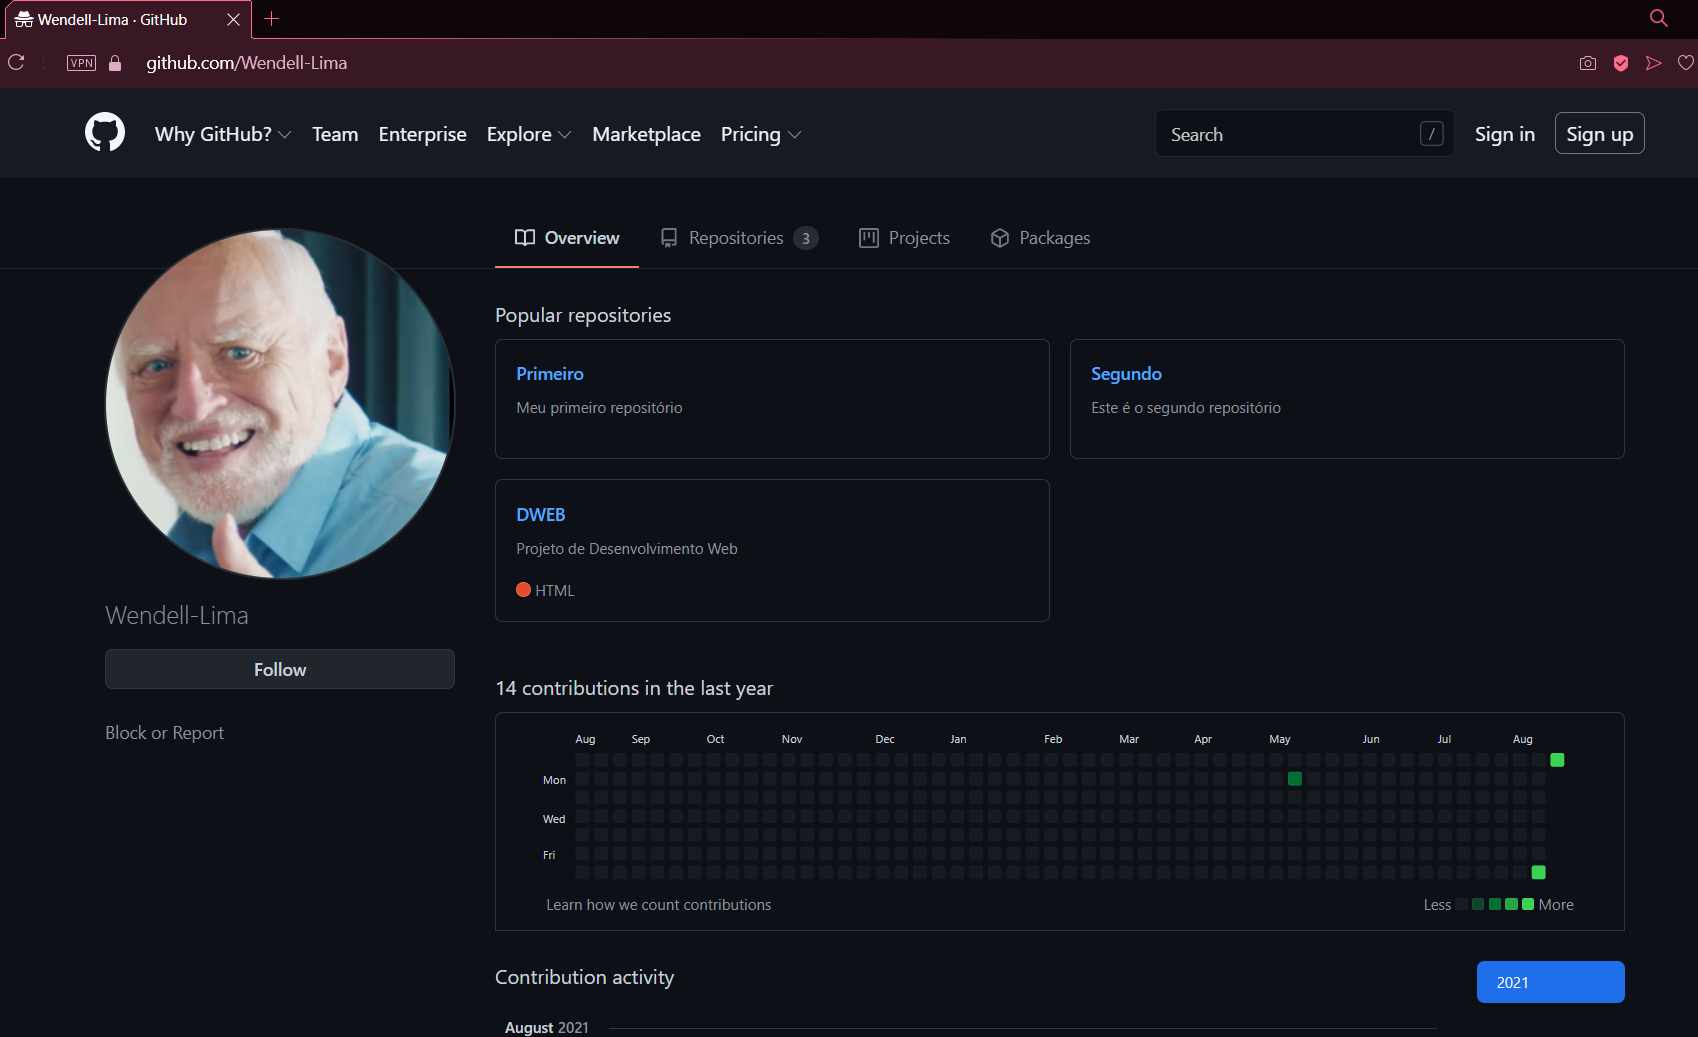 Wendell-Lima · GitHub
VPN github.com/Wendell-Lima
Why GitHub? Team Enterprise Explore Marketplace Pricing Search / Sign in Sign up
Overview Repositories 3 Projects Packages
Popular repositories
Primeiro
Meu primeiro repositório
Segundo
Este é o segundo repositório
DWEB
Projeto de Desenvolvimento Web
HTML
Wendell-Lima
Follow
Block or Report
14 contributions in the last year
Aug Sep Oct Nov Dec Jan Feb Mar Apr May Jun Jul Aug
Mon
Wed
Fri
Learn how we count contributions
Less More
Contribution activity
2021
August 2021